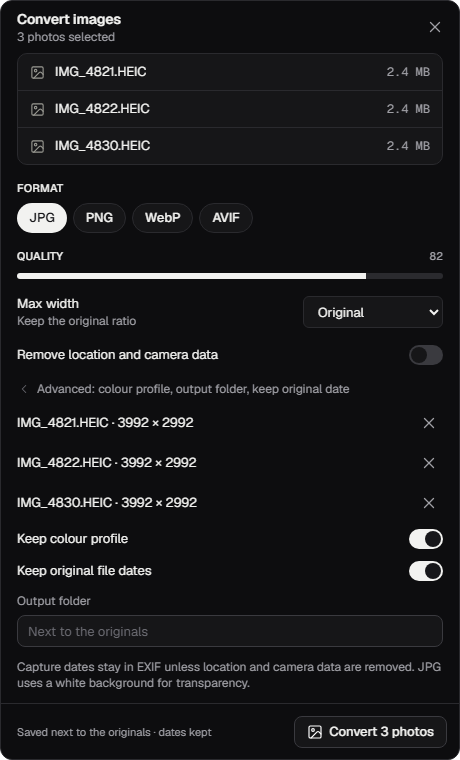 Convert images
3 photos selected
IMG_4821.HEIC 2.4 MB
IMG_4822.HEIC 2.4 MB
IMG_4830.HEIC 2.4 MB
FORMAT
JPG PNG WebP AVIF
QUALITY 82
Max width
Keep the original ratio
Original
Remove location and camera data
Advanced: colour profile, output folder, keep original date
IMG_4821.HEIC · 3992 × 2992
IMG_4822.HEIC · 3992 × 2992
IMG_4830.HEIC · 3992 × 2992
Keep colour profile
Keep original file dates
Output folder
Next to the originals
Capture dates stay in EXIF unless location and camera data are removed. JPG
uses a white background for transparency.
Saved next to the originals · dates kept
Convert 3 photos